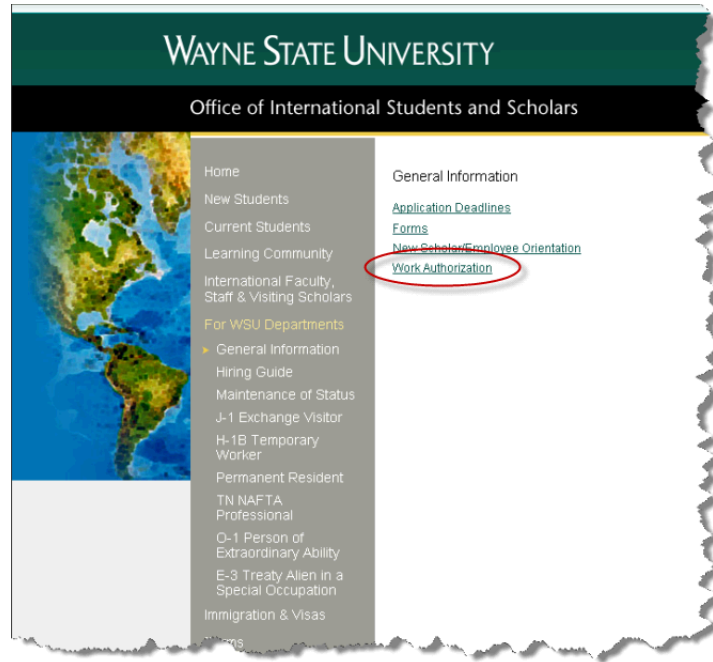 WAYNE STATE UNIVERSITY
Office of International Students and Scholars
Home
New Students
Current Students
Learning Community
International Faculty,
Staff & Visiting Scholars
For WSU Departments
General Information
Hiring Guide
Maintenance of Status
J-1 Exchange Visitor
H-1B Temporary
Worker
Permanent Resident
TN NAFTA
Professional
O-1 Person of
Extraordinary Ability
E-3 Treaty Alien in a
Special Occupation
Immigration & Visas
General Information
Application Deadlines
Forms
New Scholar/Employee Orientation
Work Authorization